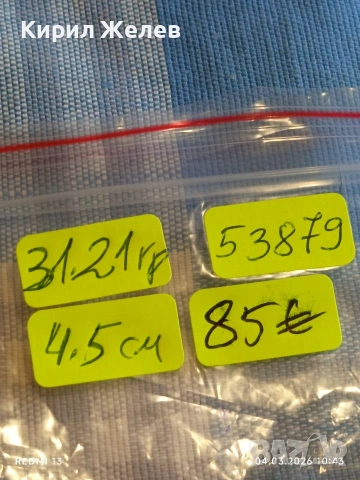 Кирил Желев
31.21гр
53879
4.5 см
85€
REDMI 13
04.03.2026 10:43